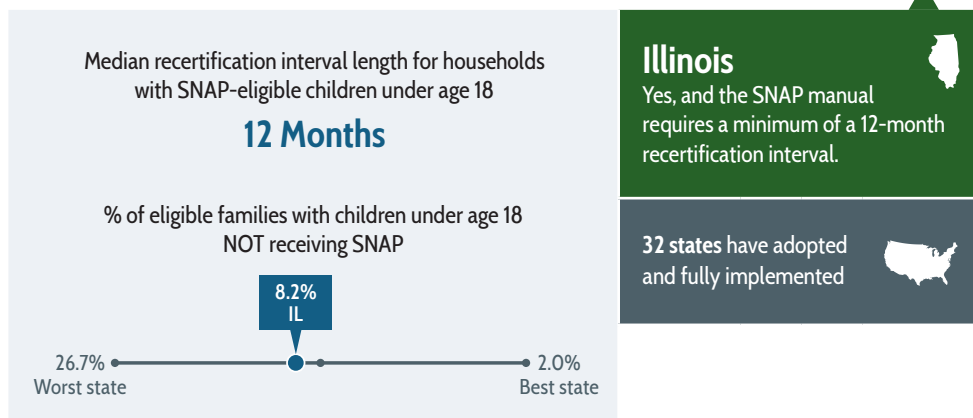 Median recertification interval length for households
with SNAP-eligible children under age 18
12 Months
% of eligible families with children under age 18
NOT receiving SNAP
8.2%
IL
26.7%
Worst state
2.0%
Best state
Illinois
Yes, and the SNAP manual
requires a minimum of a 12-month
recertification interval.
32 states have adopted
and fully implemented